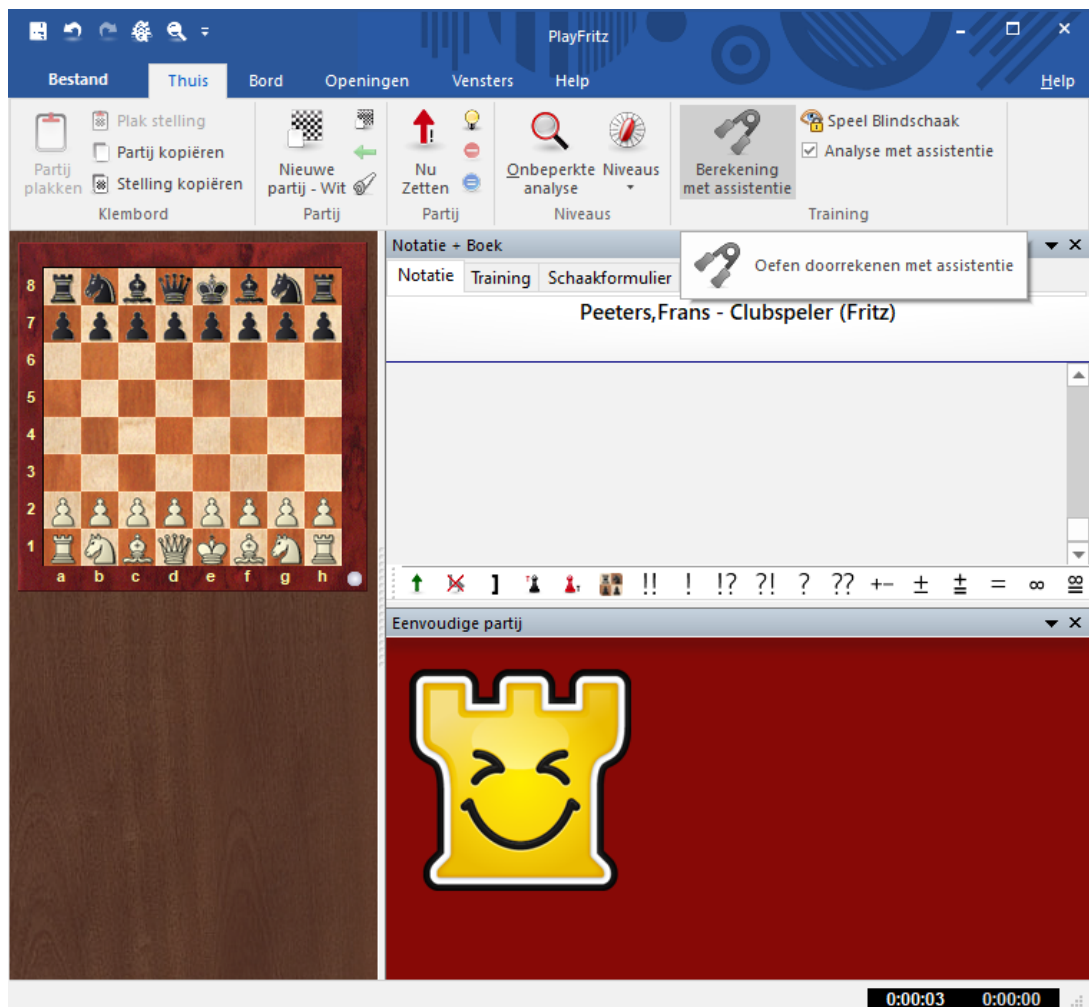 PlayFritz
Bestand Thuis Bord Openingen Vensters Help Help
Partij plakken
Plak stelling
Partij kopiëren
Stelling kopiëren
Klembord
Nieuwe partij - Wit
Partij
Nu Zetten
Partij
Onbeperkte analyse
Niveaus
Niveaus
Berekening met assistentie
Speel Blindschaak
Analyse met assistentie
Training
Notatie + Boek
Notatie Training Schaakformulier
Oefen doorrekenen met assistentie
Peeters,Frans - Clubspeler (Fritz)
8
7
6
5
4
3
2
1
a b c d e f g h
] !! ! !? ?! ? ?? +− ± ⩲ = ∞ 
Eenvoudige partij
0:00:03 0:00:00